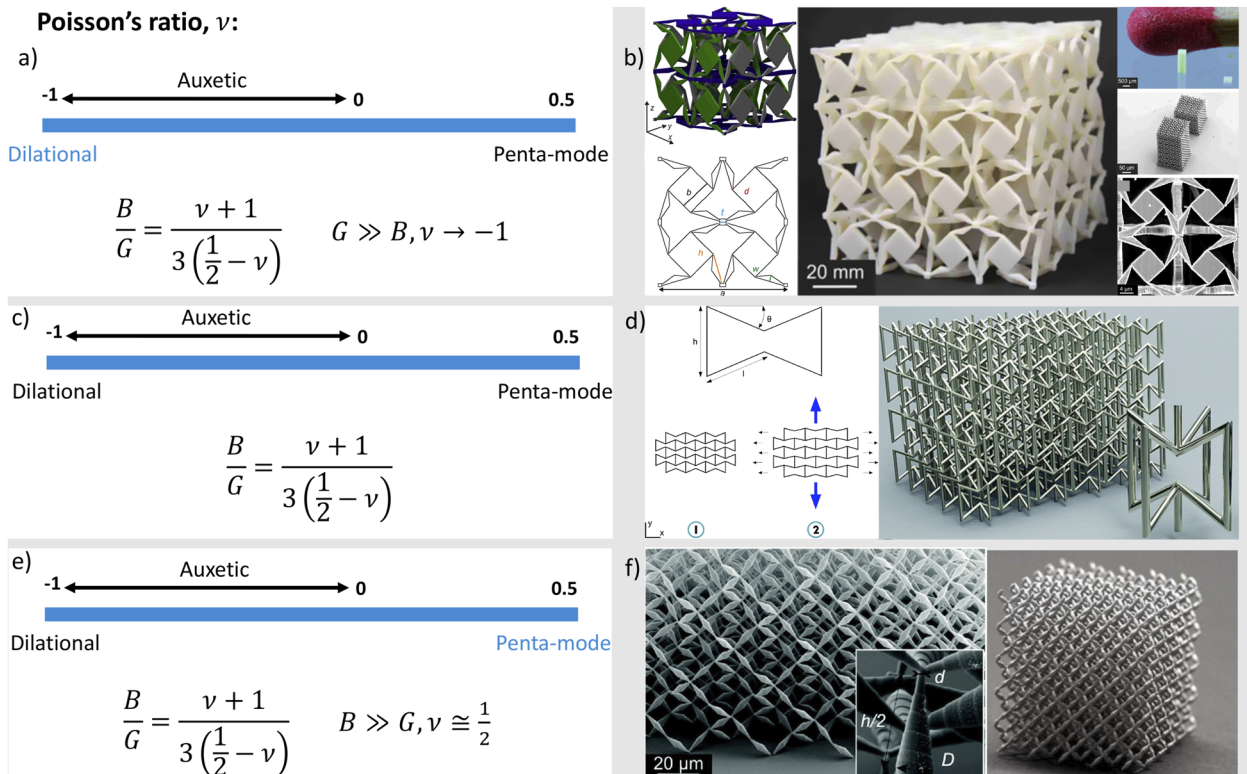 Poisson's ratio, ν:
a)
Auxetic
-1 0 0.5
Dilational Penta-mode
B/G = (ν + 1) / (3(1/2 − ν)) G ≫ B, ν → −1
b)
z
y
x
b
d
t
h
w
l
a
20 mm
500 µm
50 µm
4 µm
c)
Auxetic
-1 0 0.5
Dilational Penta-mode
B/G = (ν + 1) / (3(1/2 − ν))
d)
θ
h
l
y
x
1 2
e)
Auxetic
-1 0 0.5
Dilational Penta-mode
B/G = (ν + 1) / (3(1/2 − ν)) B ≫ G, ν ≅ 1/2
f)
d
h/2
D
20 µm